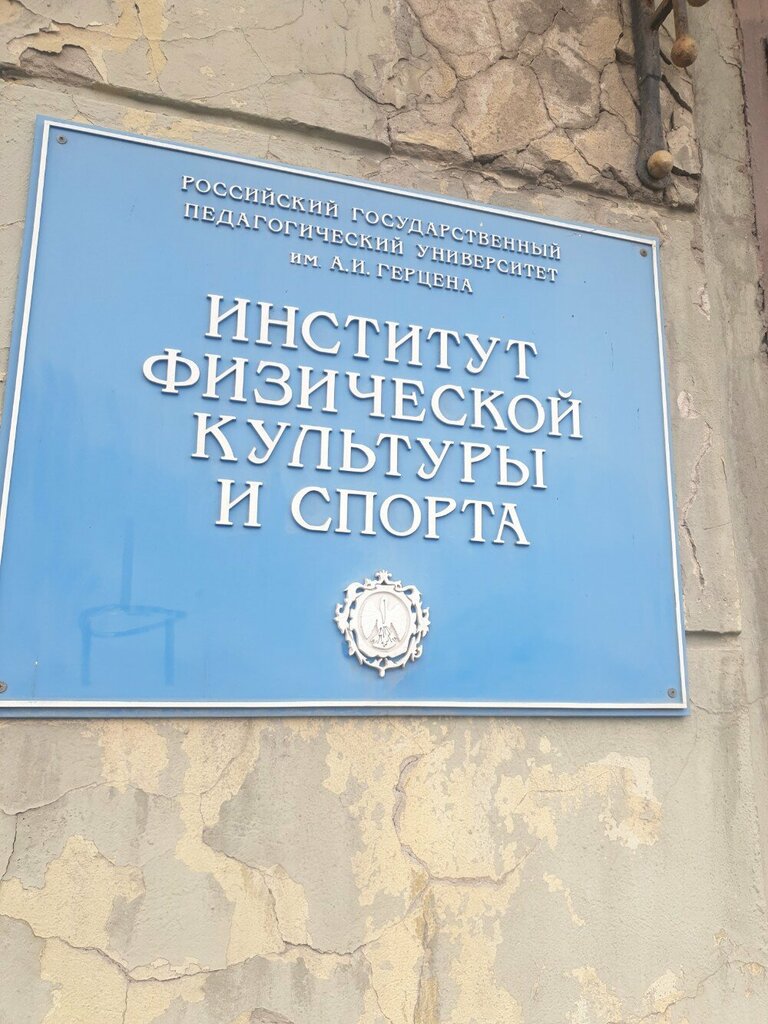 РОССИЙСКИЙ ГОСУДАРСТВЕННЫЙ
ПЕДАГОГИЧЕСКИЙ УНИВЕРСИТЕТ
им. А.И. ГЕРЦЕНА
ИНСТИТУТ
ФИЗИЧЕСКОЙ
КУЛЬТУРЫ
И СПОРТА